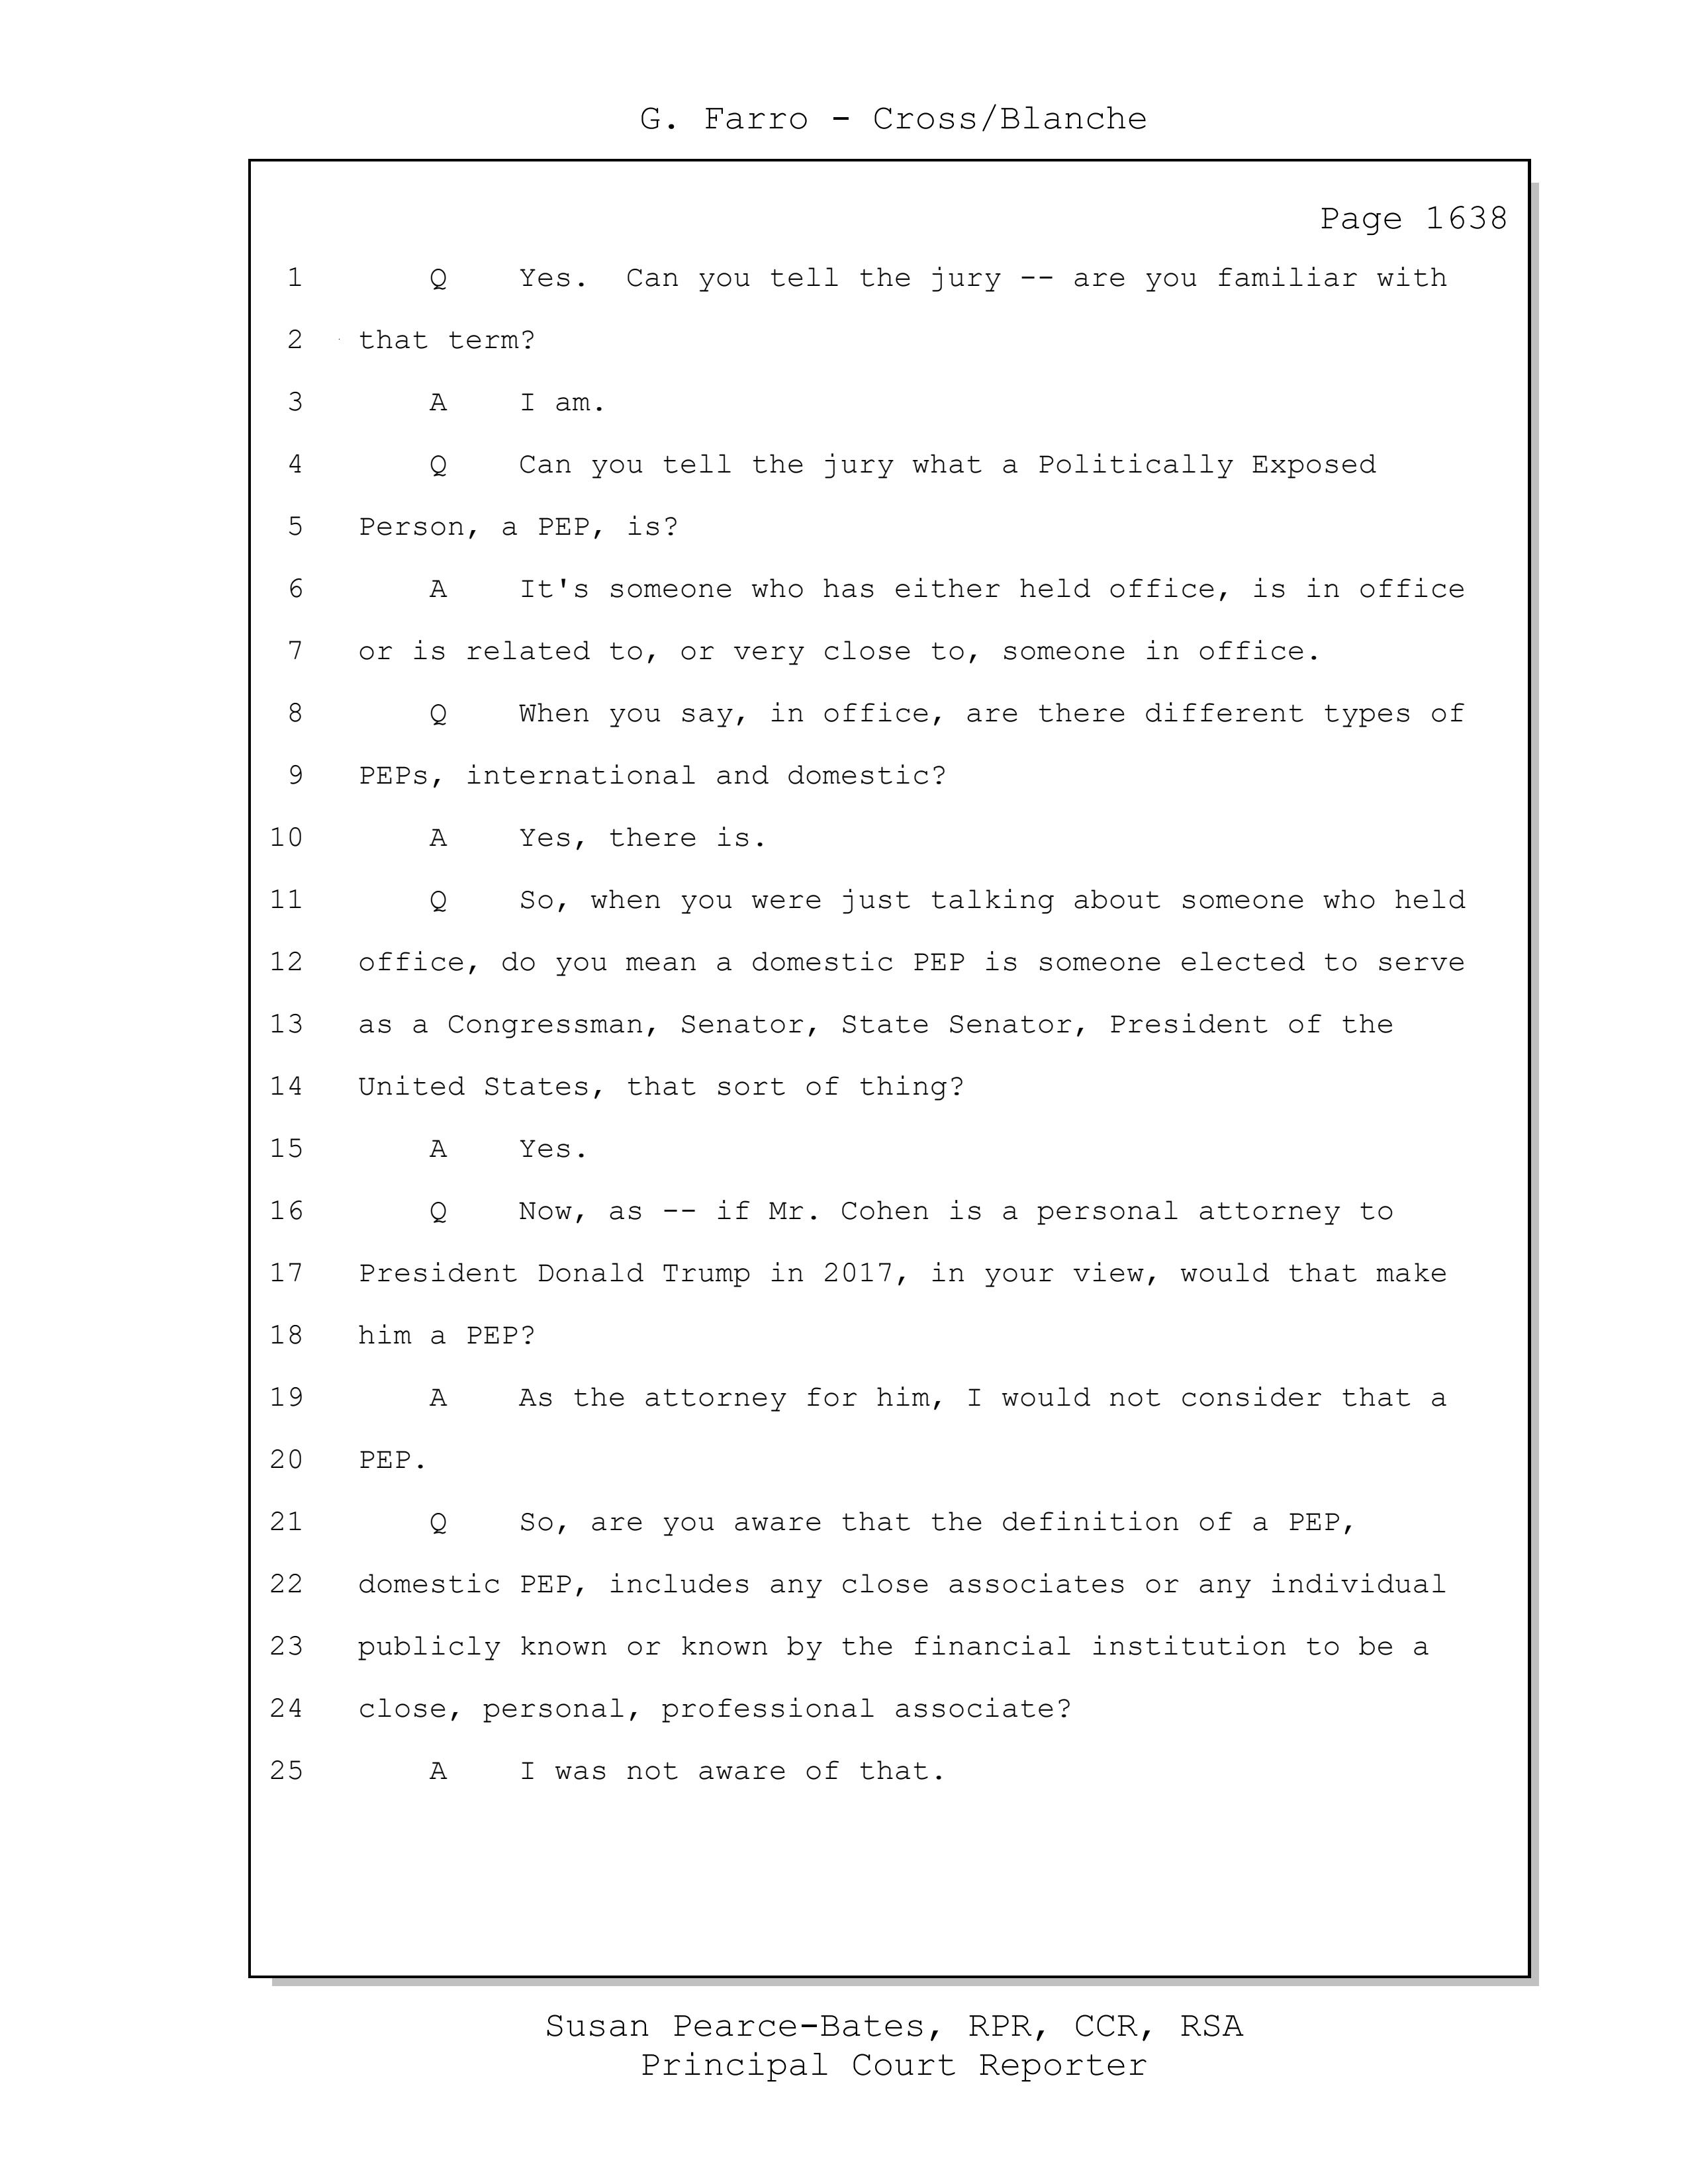 G. Farro - Cross/Blanche
Page 1638
1 Q Yes. Can you tell the jury -- are you familiar with
2 that term?
3 A I am.
4 Q Can you tell the jury what a Politically Exposed
5 Person, a PEP, is?
6 A It's someone who has either held office, is in office
7 or is related to, or very close to, someone in office.
8 Q When you say, in office, are there different types of
9 PEPs, international and domestic?
10 A Yes, there is.
11 Q So, when you were just talking about someone who held
12 office, do you mean a domestic PEP is someone elected to serve
13 as a Congressman, Senator, State Senator, President of the
14 United States, that sort of thing?
15 A Yes.
16 Q Now, as -- if Mr. Cohen is a personal attorney to
17 President Donald Trump in 2017, in your view, would that make
18 him a PEP?
19 A As the attorney for him, I would not consider that a
20 PEP.
21 Q So, are you aware that the definition of a PEP,
22 domestic PEP, includes any close associates or any individual
23 publicly known or known by the financial institution to be a
24 close, personal, professional associate?
25 A I was not aware of that.
Susan Pearce-Bates, RPR, CCR, RSA
Principal Court Reporter